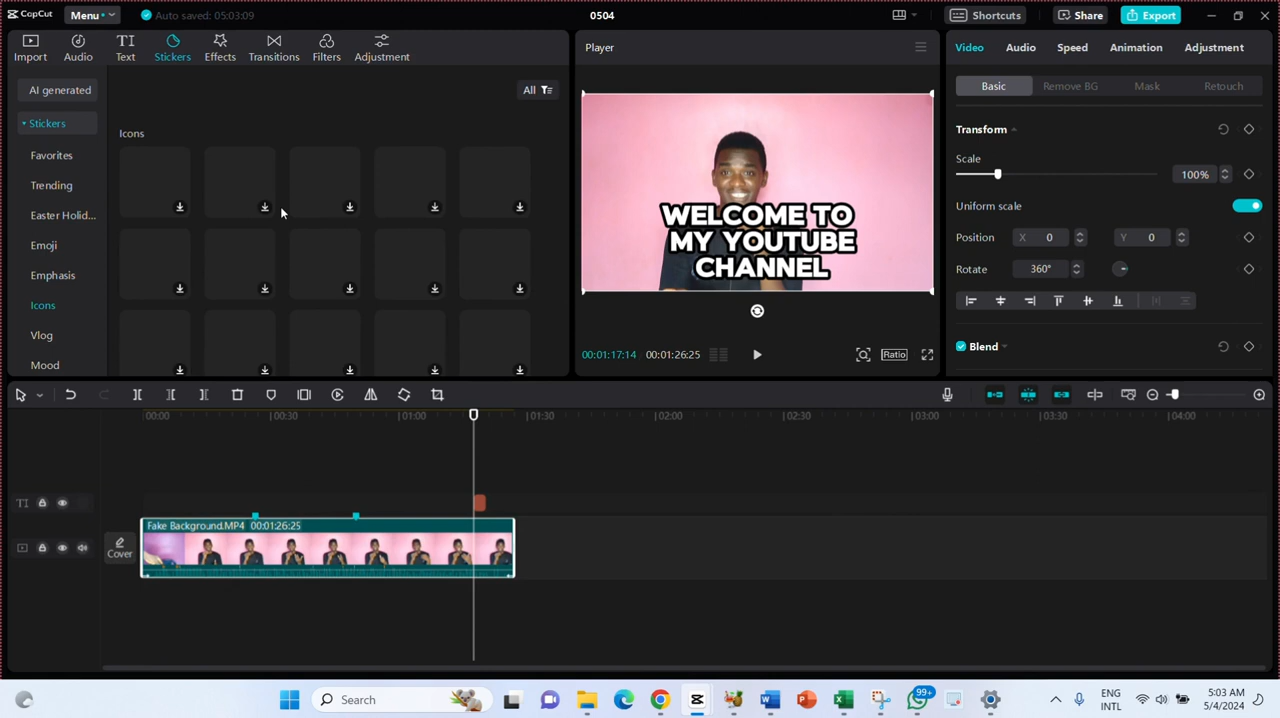 CapCut
Menu
Auto saved: 05:03:09
0504
Shortcuts
Share
Export
Import
Audio
Text
Stickers
Effects
Transitions
Filters
Adjustment
AI generated
Stickers
Favorites
Trending
Easter Holid...
Emoji
Emphasis
Icons
Vlog
Mood
All
Icons
Player
WELCOME TO
MY YOUTUBE
CHANNEL
00:01:17:14
00:01:26:25
Ratio
Video
Audio
Speed
Animation
Adjustment
Basic
Remove BG
Mask
Retouch
Transform
Scale
100%
Uniform scale
Position
X
0
Y
0
Rotate
360°
Blend
00:00
00:30
01:00
01:30
02:00
02:30
03:00
03:30
04:00
TI
Cover
Fake Background.MP4 00:01:26:25
Search
99+
ENG
INTL
5:03 AM
5/4/2024